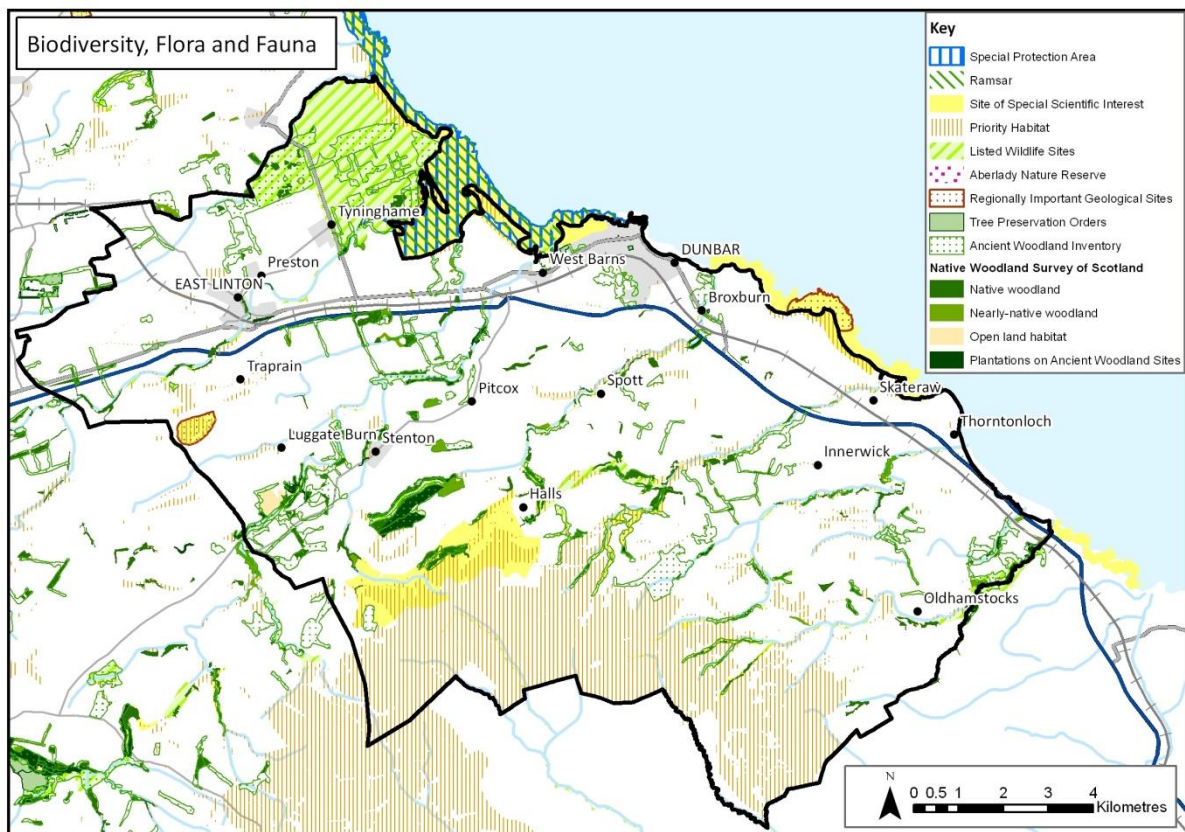 Biodiversity, Flora and Fauna
Key
Special Protection Area
Ramsar
Site of Special Scientific Interest
Priority Habitat
Listed Wildlife Sites
Aberlady Nature Reserve
Regionally Important Geological Sites
Tree Preservation Orders
Ancient Woodland Inventory
Native Woodland Survey of Scotland
Native woodland
Nearly-native woodland
Open land habitat
Plantations on Ancient Woodland Sites
Tyninghame
Preston
EAST LINTON
West Barns
DUNBAR
Broxburn
Traprain
Pitcox
Spott
Skateraw
Thorntonloch
Luggate Burn
Stenton
Innerwick
Halls
Oldhamstocks
N
0 0.5 1 2 3 4
Kilometres